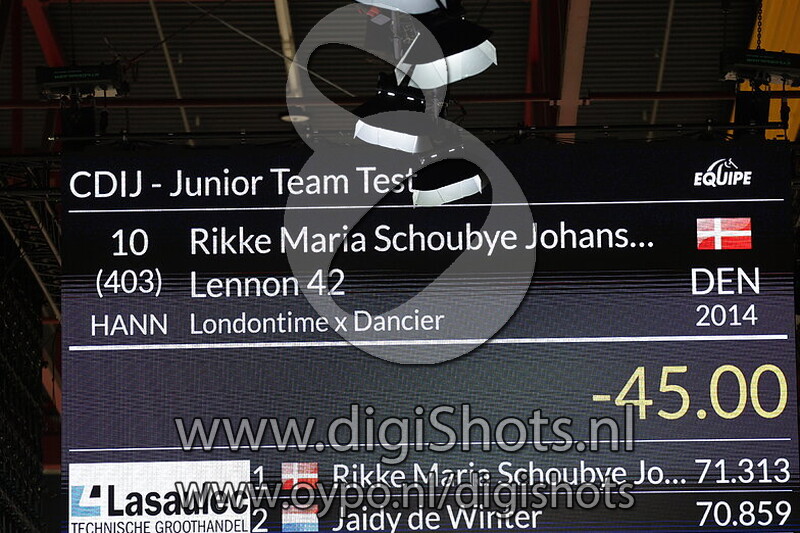 CDIJ - Junior Team Test
EQUIPE
10 Rikke Maria Schoubye Johans...
(403) Lennon 42 DEN
HANN Londontime x Dancier 2014
-45.00
www.digiShots.nl
1 Rikke Maria Schoubye Jo... 71.313
Lasaulec
www.oypo.nl/digishots
TECHNISCHE GROOTHANDEL
2 Jaidy de Winter 70.859